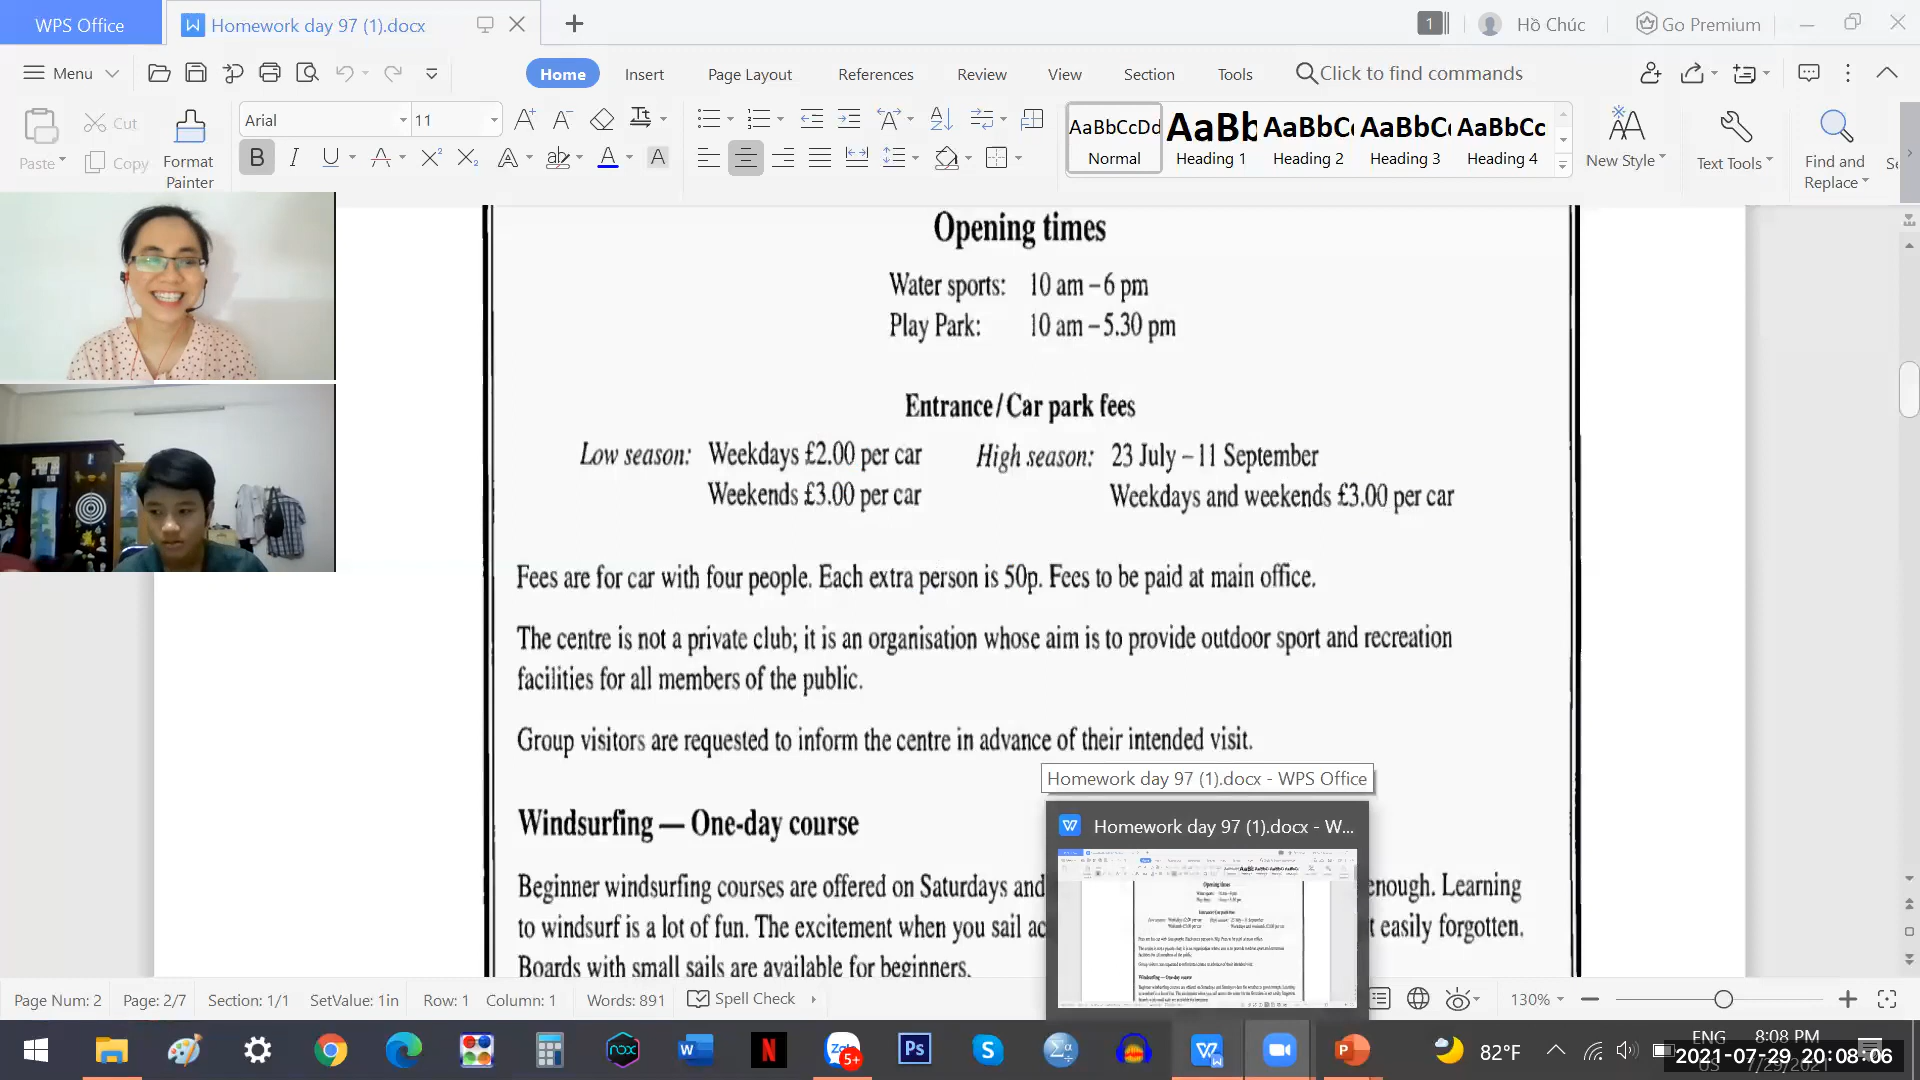 WPS Office
Homework day 97 (1).docx
1
Hồ Chúc
Go Premium
Menu
Home
Insert
Page Layout
References
Review
View
Section
Tools
Click to find commands
Paste
Cut
Copy
Format
Painter
Arial
11
AaBbCcDd
Normal
AaBb
Heading 1
AaBbC
Heading 2
AaBbC
Heading 3
AaBbCc
Heading 4
New Style
Text Tools
Find and
Replace
Opening times
Water sports: 10 am – 6 pm
Play Park: 10 am – 5.30 pm
Entrance/Car park fees
Low season: Weekdays £2.00 per car High season: 23 July – 11 September
Weekends £3.00 per car Weekdays and weekends £3.00 per car
Fees are for car with four people. Each extra person is 50p. Fees to be paid at main office.
The centre is not a private club; it is an organisation whose aim is to provide outdoor sport and recreation
facilities for all members of the public.
Group visitors are requested to inform the centre in advance of their intended visit.
Homework day 97 (1).docx - WPS Office
Homework day 97 (1).docx - W...
Windsurfing — One-day course
Beginner windsurfing courses are offered on Saturdays and enough. Learning
to windsurf is a lot of fun. The excitement when you sail ac t easily forgotten.
Boards with small sails are available for beginners.
Page Num: 2
Page: 2/7
Section: 1/1
SetValue: 1in
Row: 1
Column: 1
Words: 891
Spell Check
130%
5+
82°F
ENG
8:08 PM
2021-07-29 20:08:06